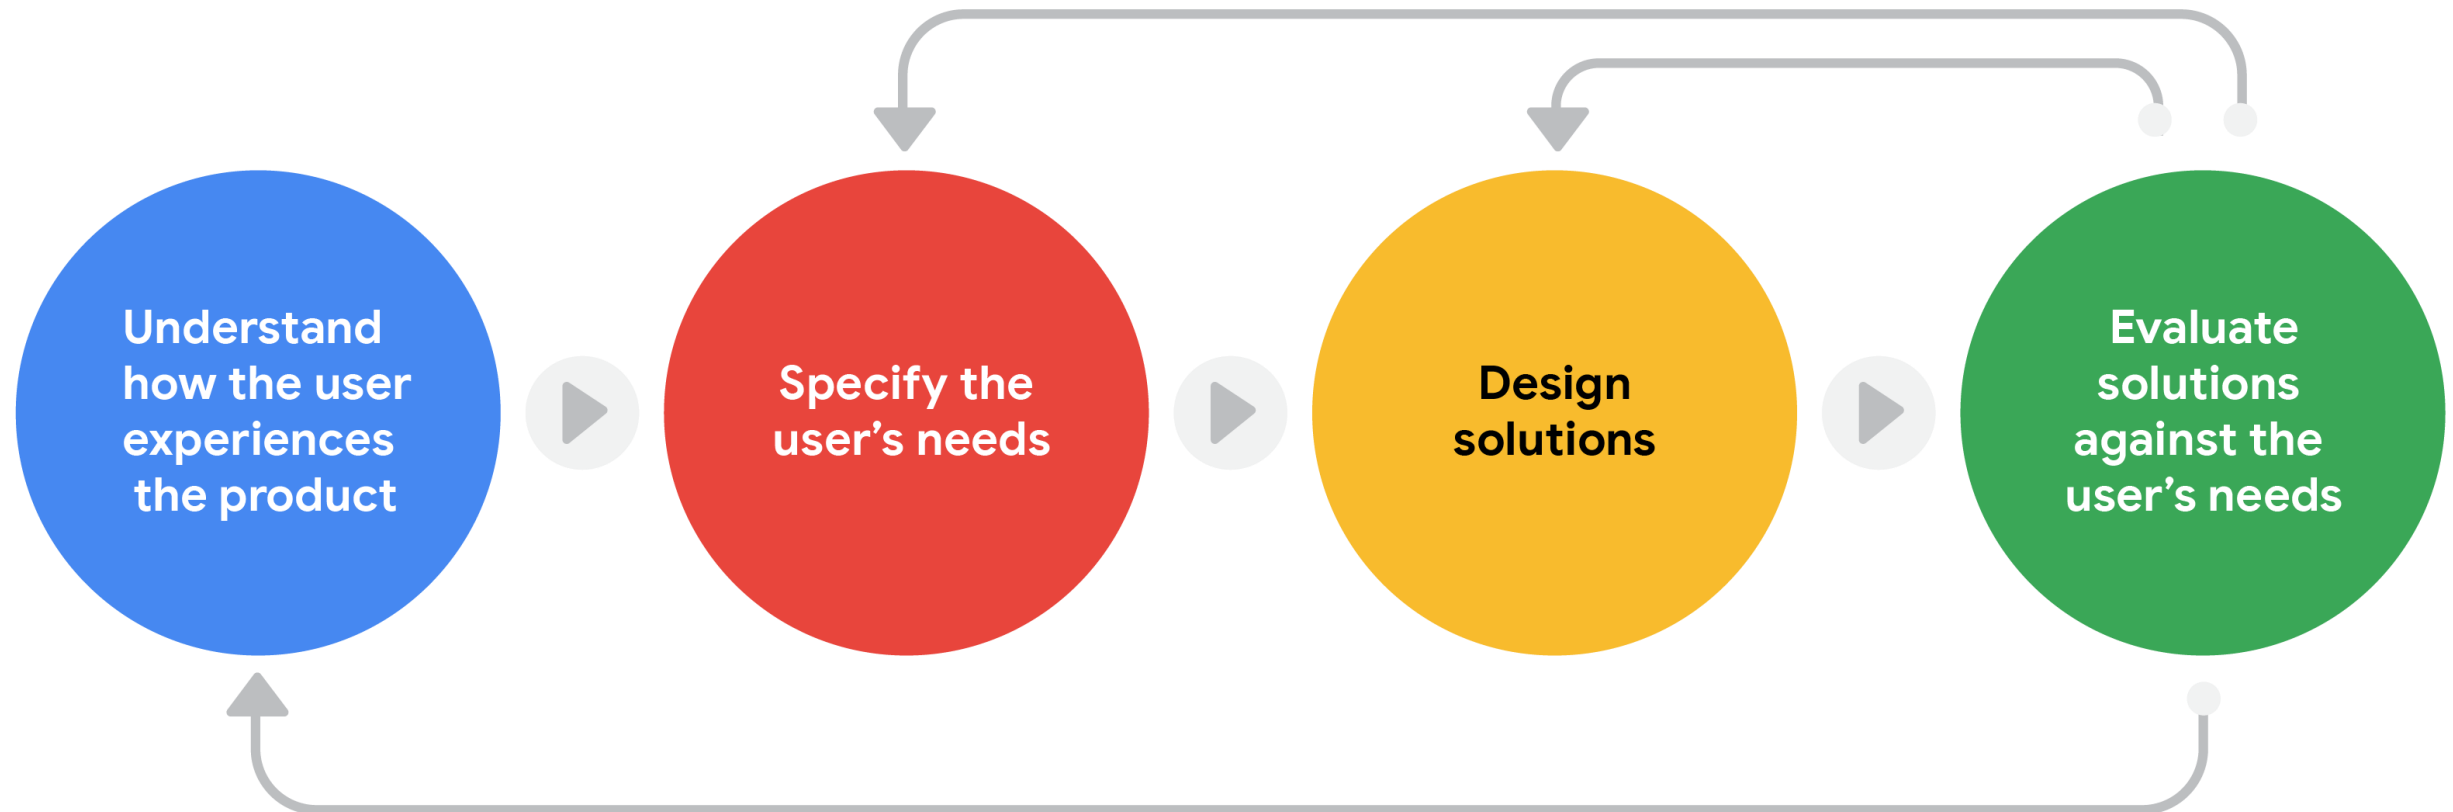 Understand
how the user
experiences
the product
Specify the
user’s needs
Design
solutions
Evaluate
solutions
against the
user’s needs